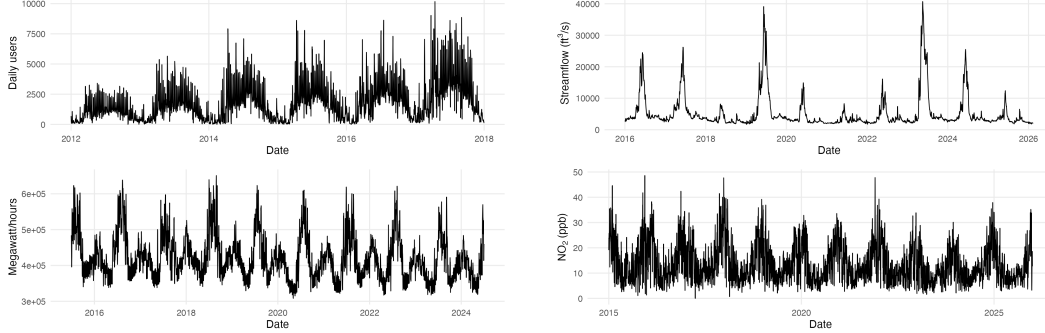 10000
7500
5000
2500
0
Daily users
2012
2014
2016
2018
Date
40000
30000
20000
10000
0
Streamflow (ft³/s)
2016
2018
2020
2022
2024
2026
Date
6e+05
5e+05
4e+05
3e+05
Megawatt/hours
2016
2018
2020
2022
2024
Date
50
40
30
20
10
0
NO₂ (ppb)
2015
2020
2025
Date